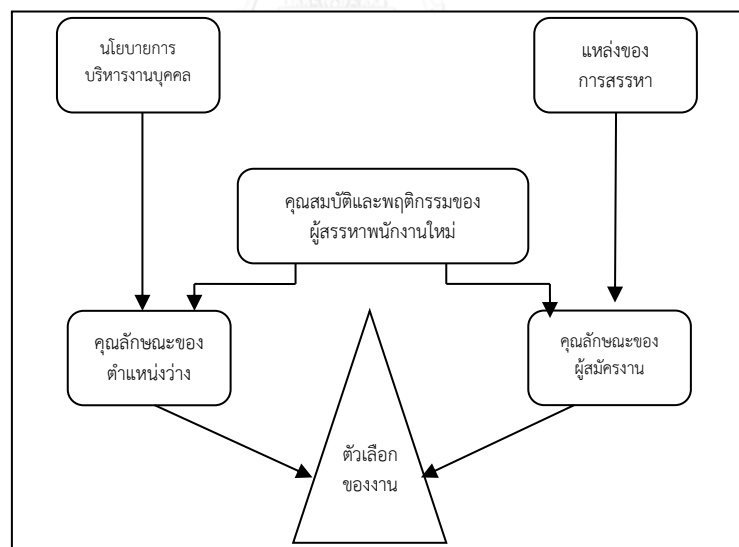 นโยบายการ
บริหารงานบุคคล
แหล่งของ
การสรรหา
คุณสมบัติและพฤติกรรมของ
ผู้สรรหาพนักงานใหม่
คุณลักษณะของ
ตำแหน่งว่าง
คุณลักษณะของ
ผู้สมัครงาน
ตัวเลือก
ของงาน